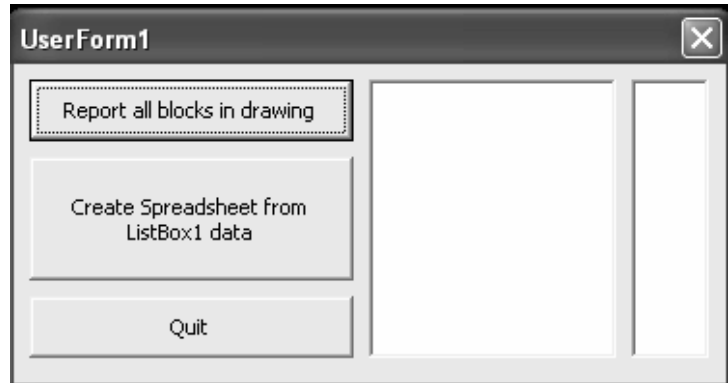 UserForm1
Report all blocks in drawing
Create Spreadsheet from
ListBox1 data
Quit